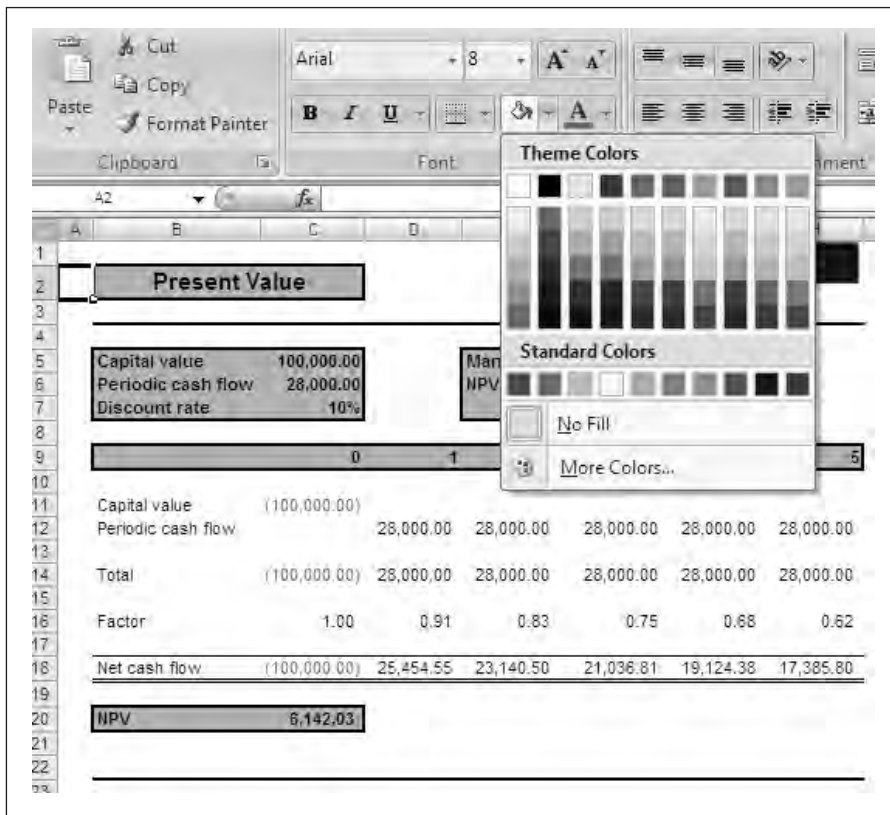 Cut
Copy
Paste
Format Painter
Clipboard
Arial
8
A A
B I U
A
Font
nment
Theme Colors
Standard Colors
No Fill
More Colors...
A2
fx
A B C D H
1
2 Present Value
3
4
5 Capital value 100,000.00 Man
6 Periodic cash flow 28,000.00 NPV
7 Discount rate 10%
8
9 0 1 5
10
11 Capital value (100,000.00)
12 Periodic cash flow 28,000.00 28,000.00 28,000.00 28,000.00 28,000.00
13
14 Total (100,000.00) 28,000.00 28,000.00 28,000.00 28,000.00 28,000.00
15
16 Factor 1.00 0.91 0.83 0.75 0.68 0.62
17
18 Net cash flow (100,000.00) 25,454.55 23,140.50 21,036.81 19,124.38 17,385.80
19
20 NPV 6,142.03
21
22
23